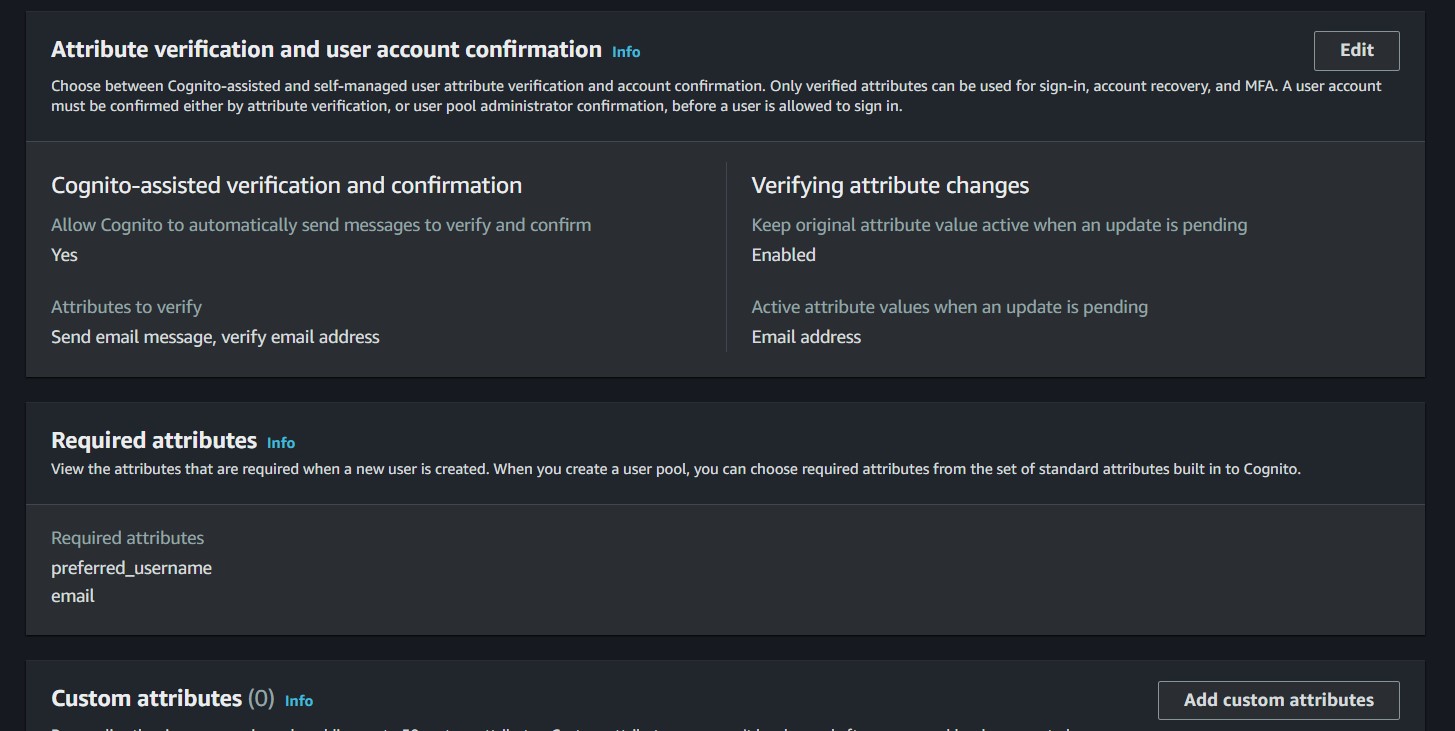 Attribute verification and user account confirmation Info
Edit
Choose between Cognito-assisted and self-managed user attribute verification and account confirmation. Only verified attributes can be used for sign-in, account recovery, and MFA. A user account
must be confirmed either by attribute verification, or user pool administrator confirmation, before a user is allowed to sign in.
Cognito-assisted verification and confirmation
Allow Cognito to automatically send messages to verify and confirm
Yes
Attributes to verify
Send email message, verify email address
Verifying attribute changes
Keep original attribute value active when an update is pending
Enabled
Active attribute values when an update is pending
Email address
Required attributes Info
View the attributes that are required when a new user is created. When you create a user pool, you can choose required attributes from the set of standard attributes built in to Cognito.
Required attributes
preferred_username
email
Custom attributes (0) Info
Add custom attributes